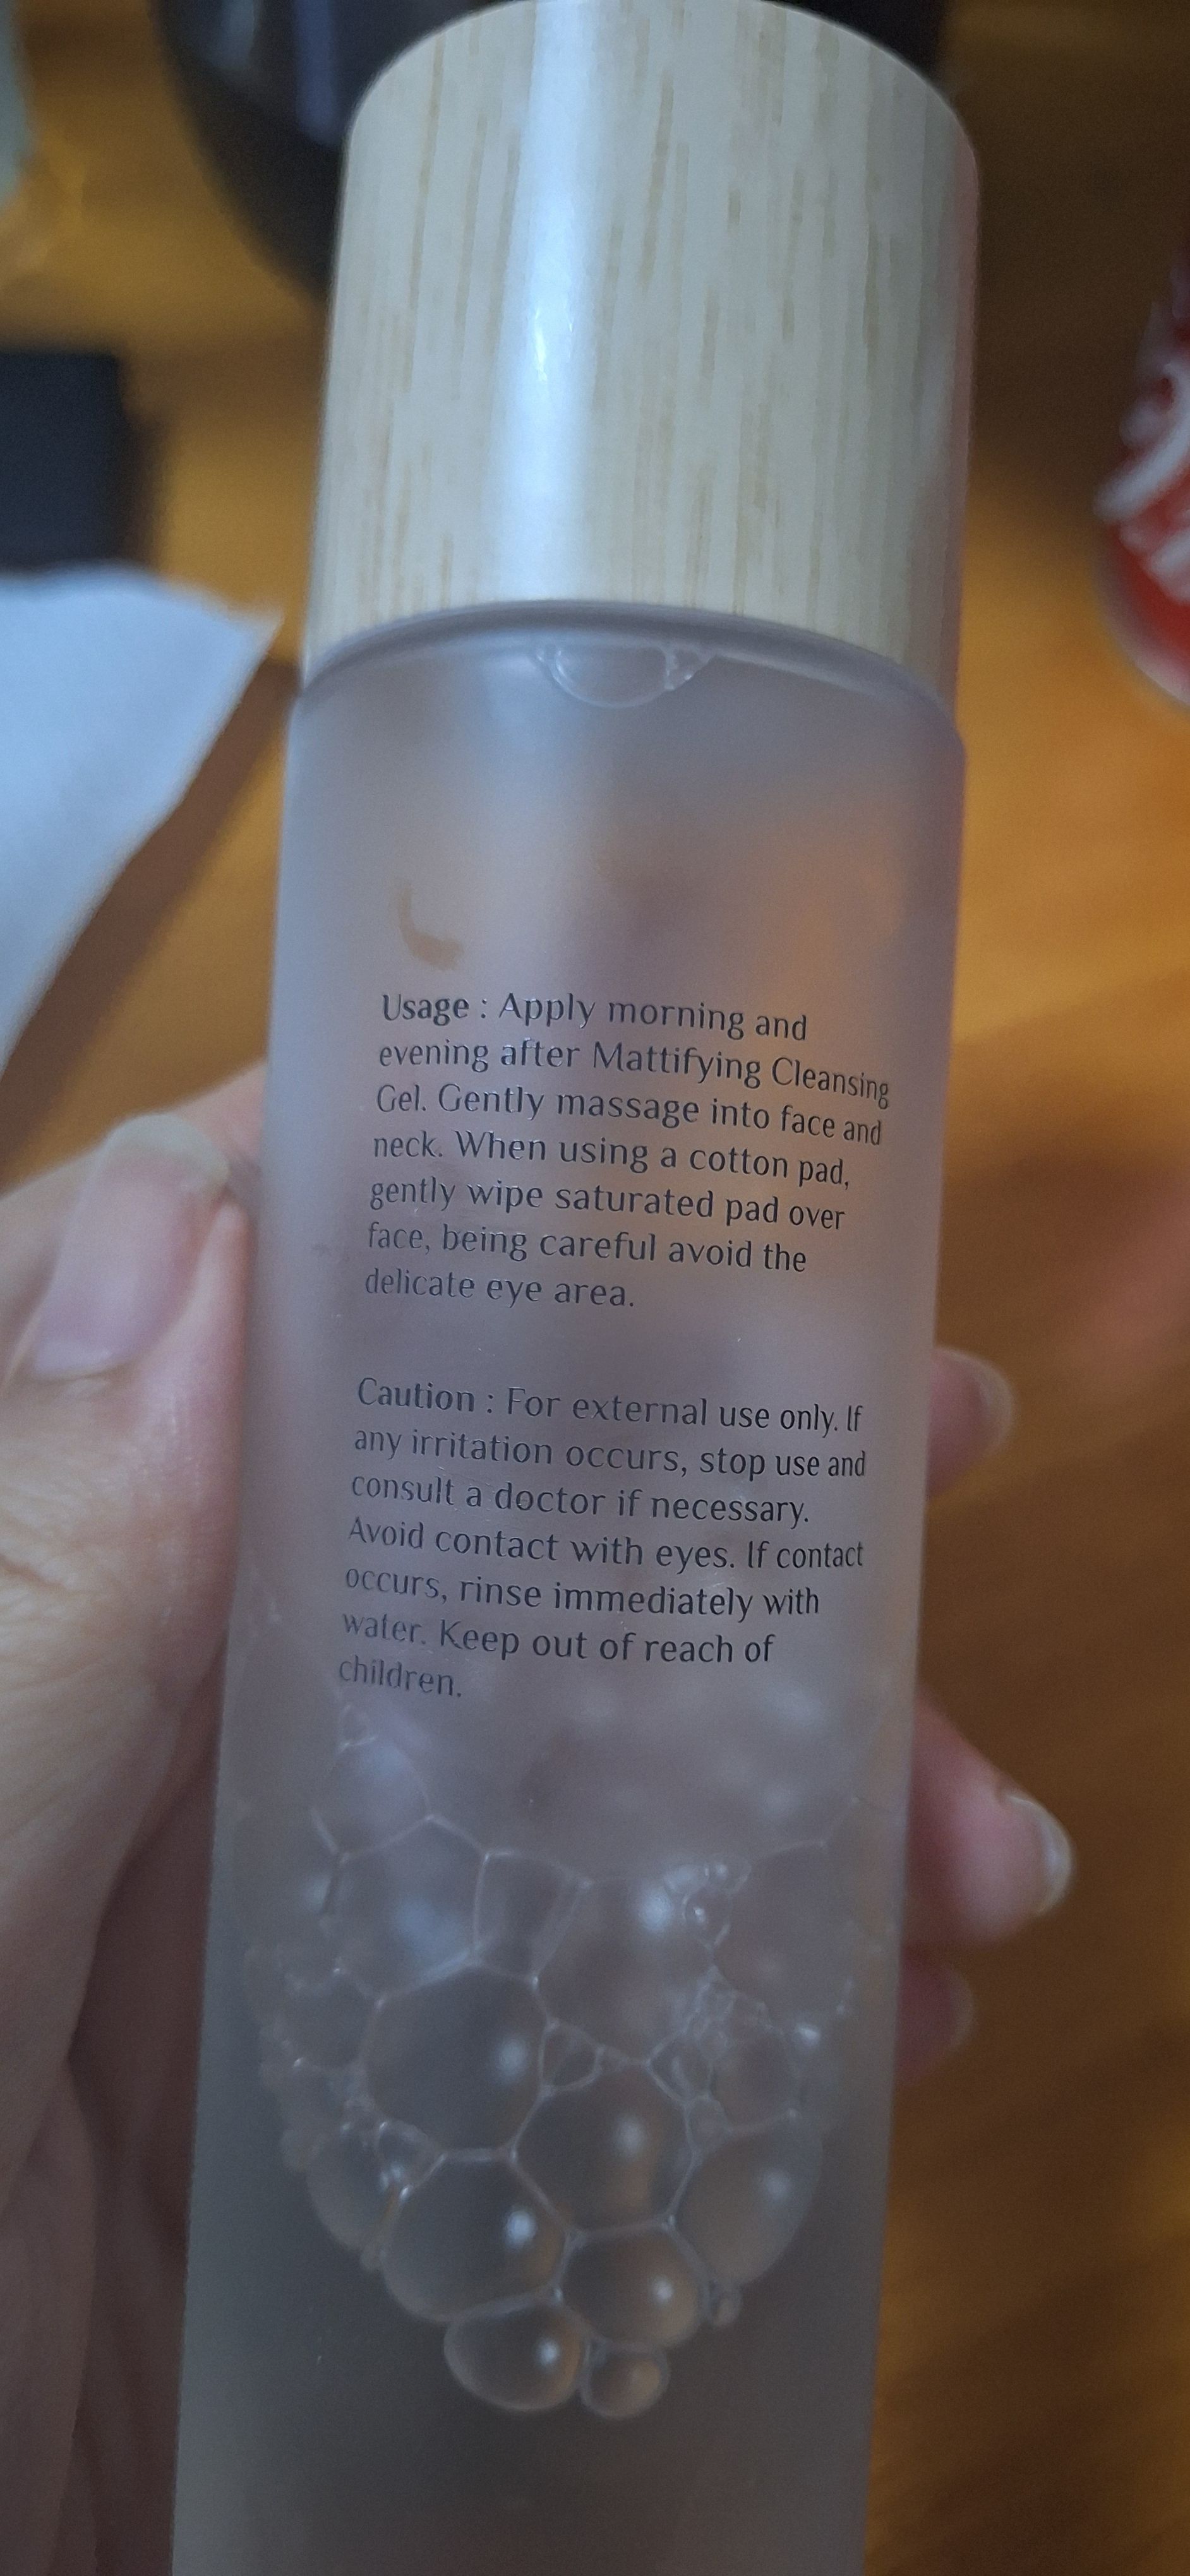 Usage : Apply morning and
evening after Mattifying Cleansing
Gel. Gently massage into face and
neck. When using a cotton pad,
gently wipe saturated pad over
face, being careful avoid the
delicate eye area.
Caution : For external use only. If
any irritation occurs, stop use and
consult a doctor if necessary.
Avoid contact with eyes. If contact
occurs, rinse immediately with
water. Keep out of reach of
children.